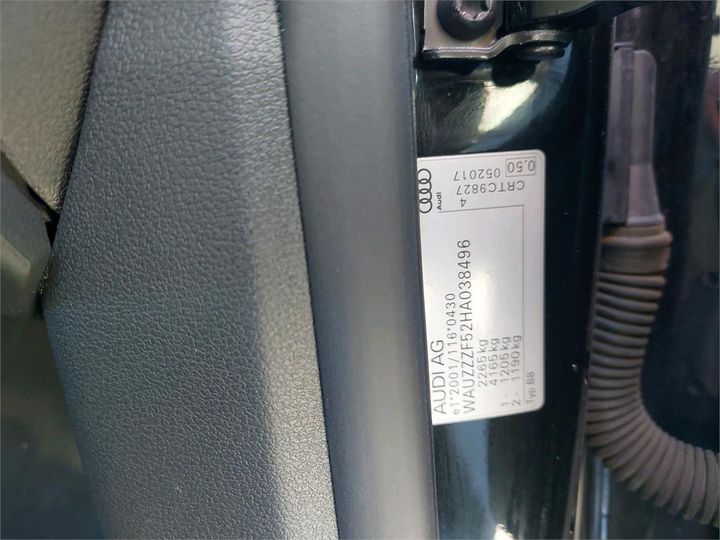 AUDI AG
e1*2001/116*0430
WAUZZZF52HA038496
2265kg
4165kg
1 - 1205kg
2 - 1190kg
Typ B8
Audi
4
CRTC9827
0,50 052017